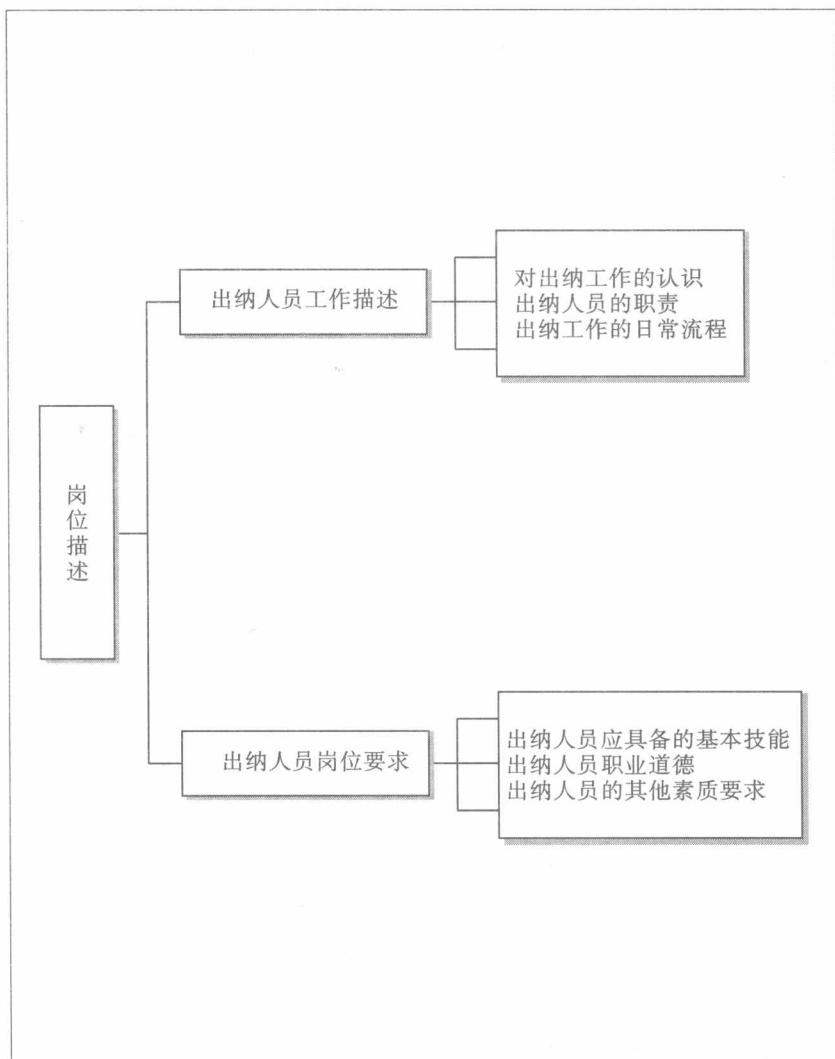 岗位描述
出纳人员工作描述
对出纳工作的认识
出纳人员的职责
出纳工作的日常流程
出纳人员岗位要求
出纳人员应具备的基本技能
出纳人员职业道德
出纳人员的其他素质要求